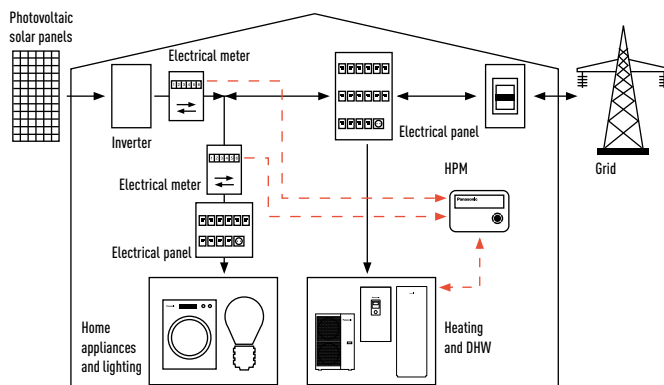 Photovoltaic
solar panels
Electrical meter
Inverter
Electrical panel
Grid
HPM
Panasonic
Electrical meter
Electrical panel
Home
appliances
and lighting
Heating
and DHW